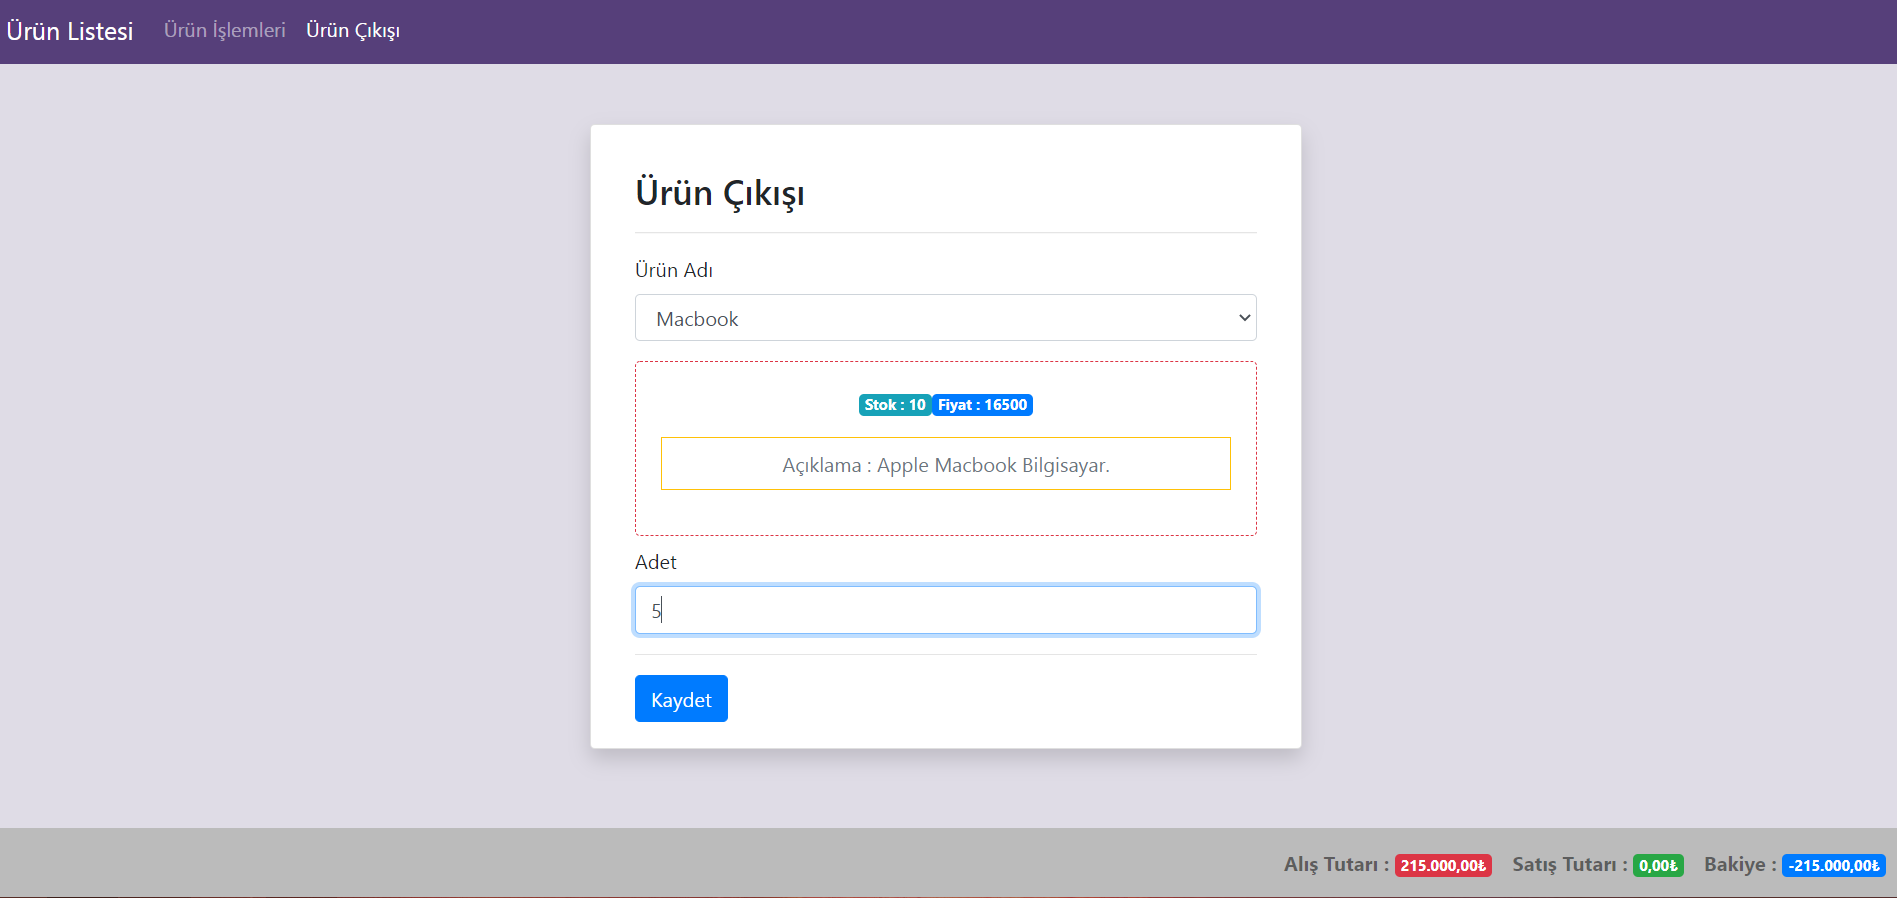 Ürün Listesi Ürün İşlemleri Ürün Çıkışı
Ürün Çıkışı
Ürün Adı
Macbook
Stok : 10 Fiyat : 16500
Açıklama : Apple Macbook Bilgisayar.
Adet
5
Kaydet
Alış Tutarı : 215.000,00₺ Satış Tutarı : 0,00₺ Bakiye : -215.000,00₺